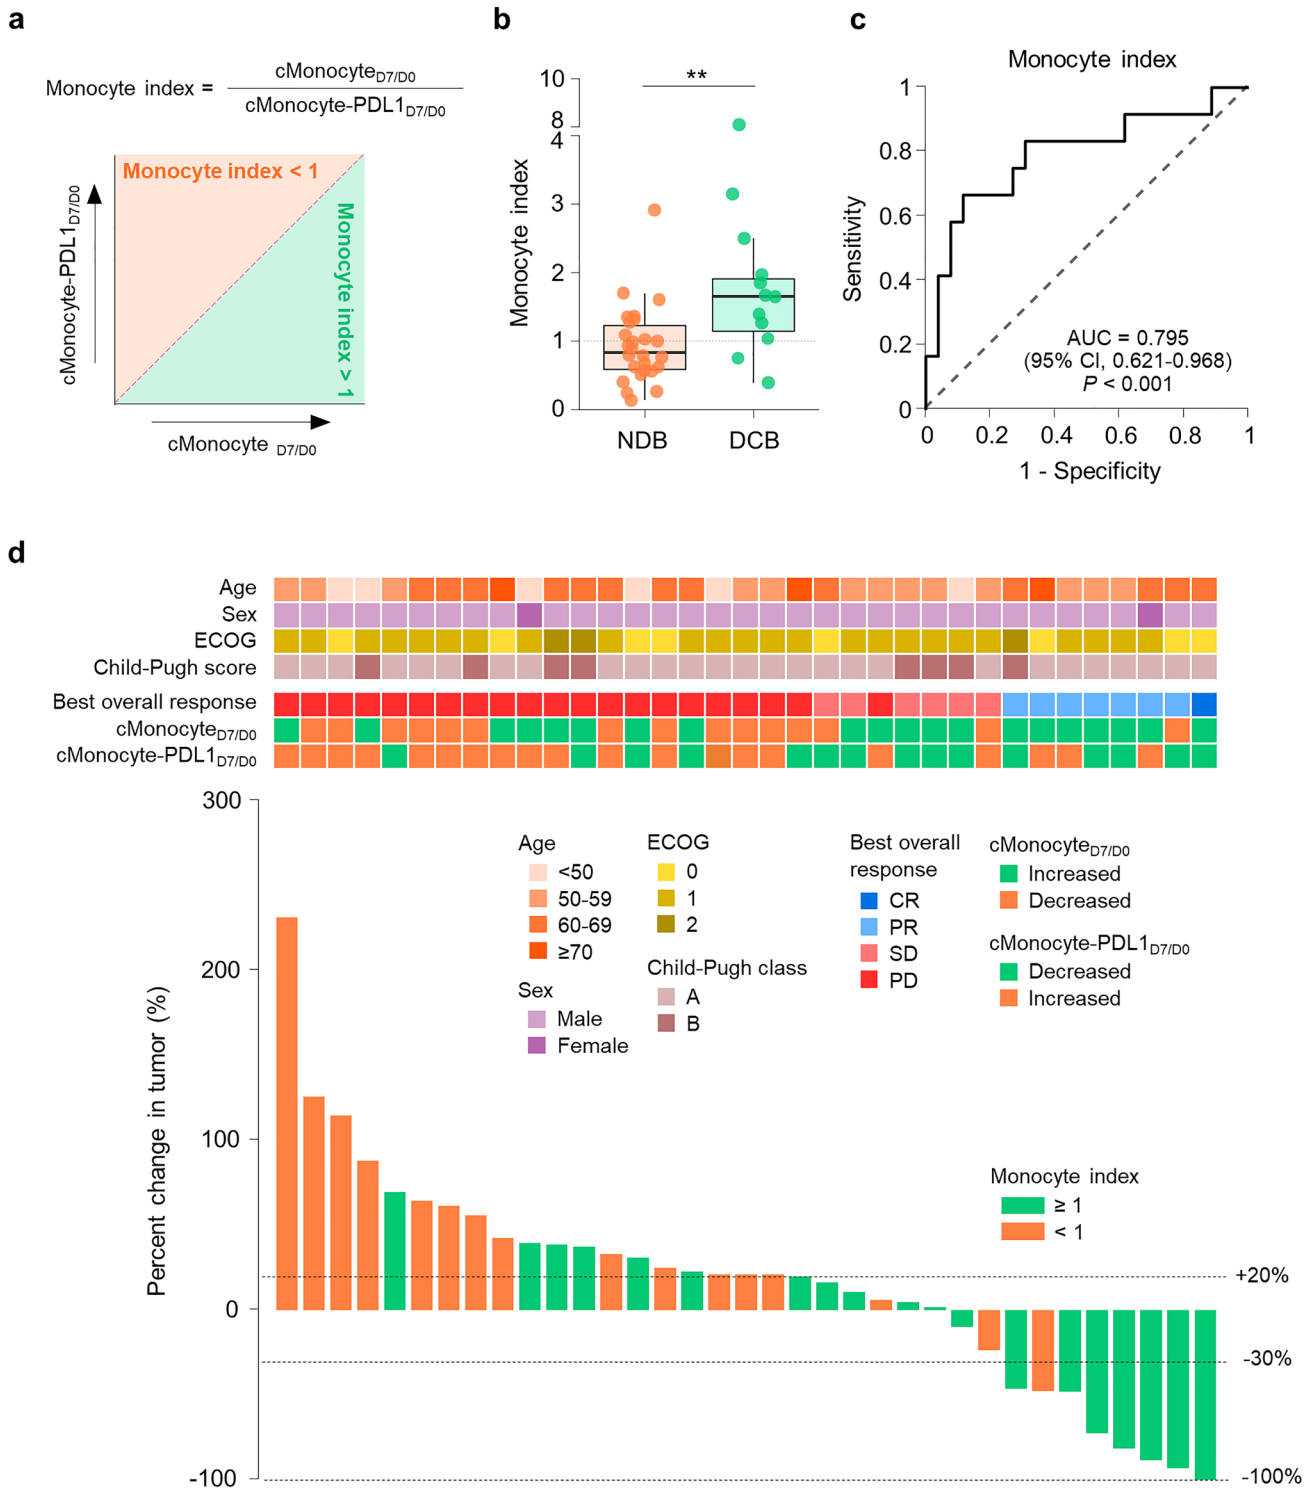 a
Monocyte index = cMonocyteD7/D0
cMonocyte-PDL1D7/D0
Monocyte index < 1
Monocyte index > 1
cMonocyte-PDL1D7/D0
cMonocyte D7/D0
b
**
Monocyte index
10
8
4
3
2
1
0
NDB
DCB
c
Monocyte index
Sensitivity
1
0.8
0.6
0.4
0.2
0
AUC = 0.795
(95% CI, 0.621-0.968)
P < 0.001
0
0.2
0.4
0.6
0.8
1
1 - Specificity
d
Age
Sex
ECOG
Child-Pugh score
Best overall response
cMonocyteD7/D0
cMonocyte-PDL1D7/D0
Percent change in tumor (%)
300
200
100
0
-100
Age
<50
50-59
60-69
≥70
Sex
Male
Female
ECOG
0
1
2
Child-Pugh class
A
B
Best overall
response
CR
PR
SD
PD
cMonocyteD7/D0
Increased
Decreased
cMonocyte-PDL1D7/D0
Decreased
Increased
Monocyte index
≥ 1
< 1
+20%
-30%
-100%